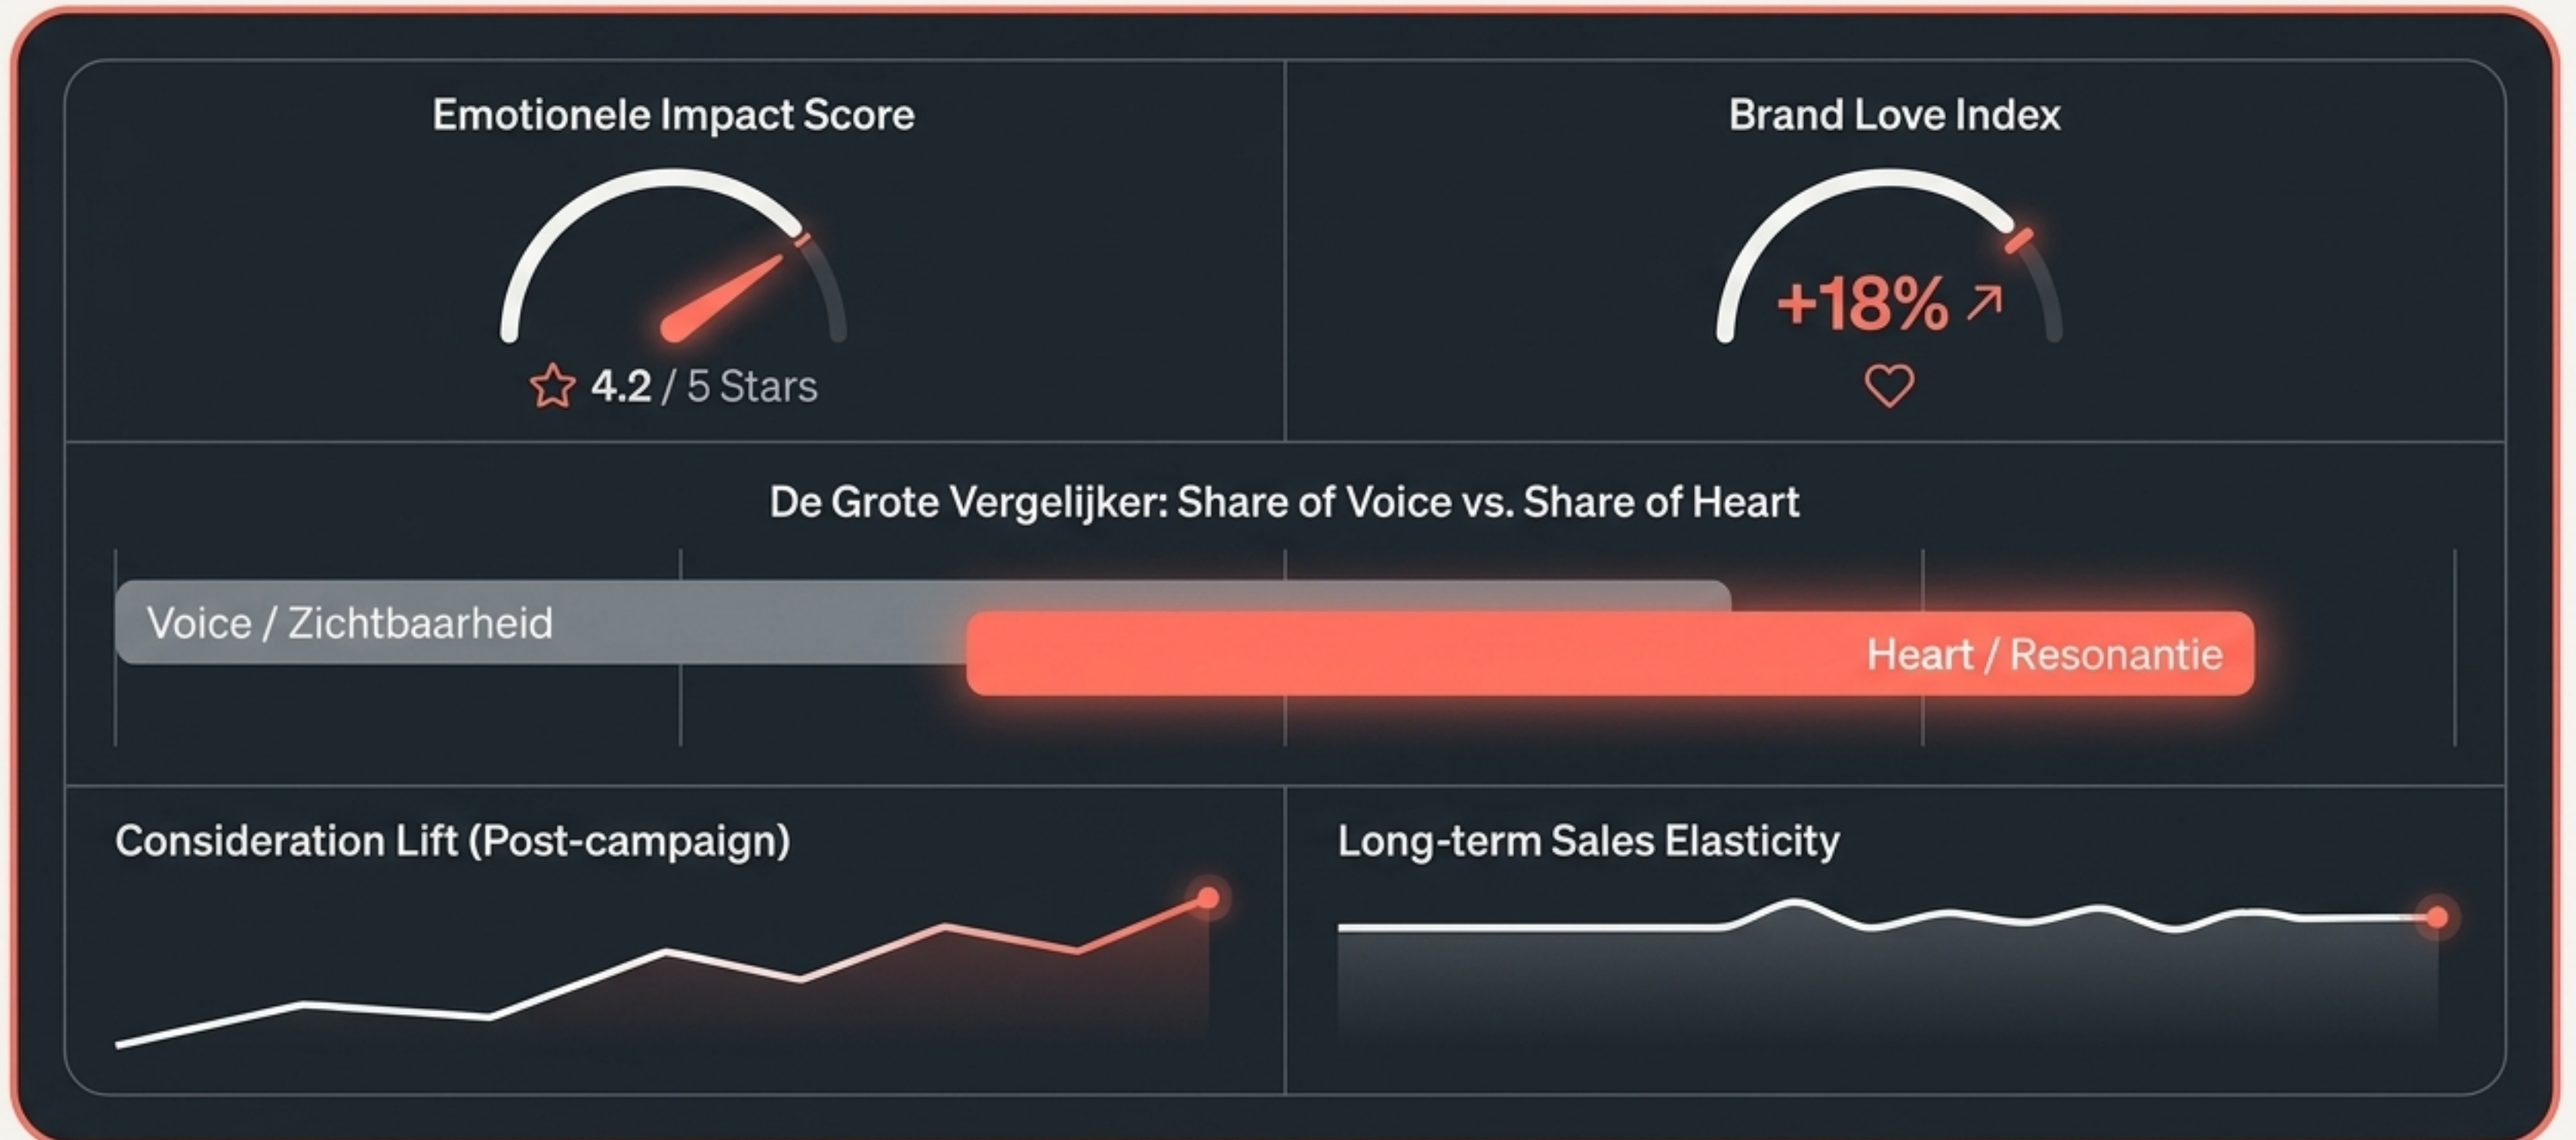 Emotionele Impact Score
4.2 / 5 Stars
Brand Love Index
+18%
De Grote Vergelijker: Share of Voice vs. Share of Heart
Voice / Zichtbaarheid
Heart / Resonantie
Consideration Lift (Post-campaign)
Long-term Sales Elasticity